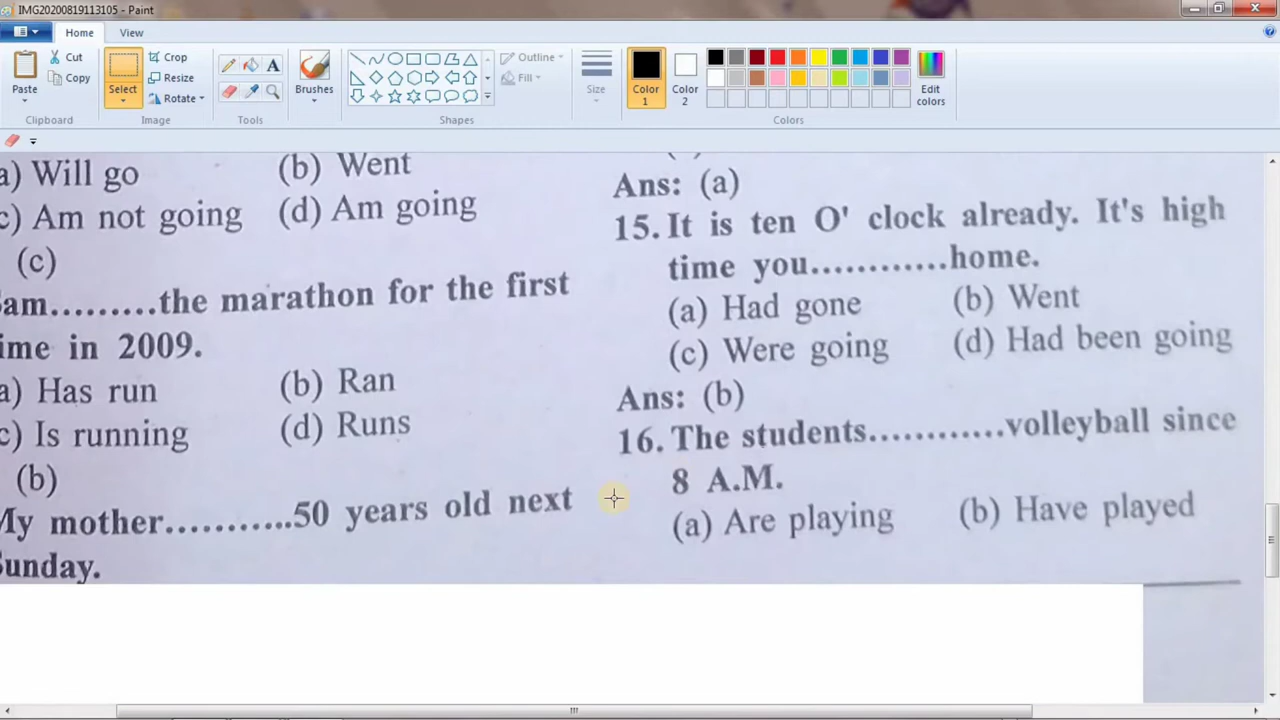 IMG20200819113105 - Paint
Home
View
Paste
Cut
Copy
Clipboard
Select
Crop
Resize
Rotate
Image
Tools
Brushes
Shapes
Outline
Fill
Size
Color 1
Color 2
Edit colors
Colors
a) Will go (b) Went
c) Am not going (d) Am going
(c)
the marathon for the first
in 2009.
a) Has run (b) Ran
c) Is running (d) Runs
(b)
My mother...........50 years old next
Sunday.
Ans: (a)
15. It is ten O' clock already. It's high
time you............home.
(a) Had gone (b) Went
(c) Were going (d) Had been going
Ans: (b)
16. The students............volleyball since
8 A.M.
(a) Are playing (b) Have played